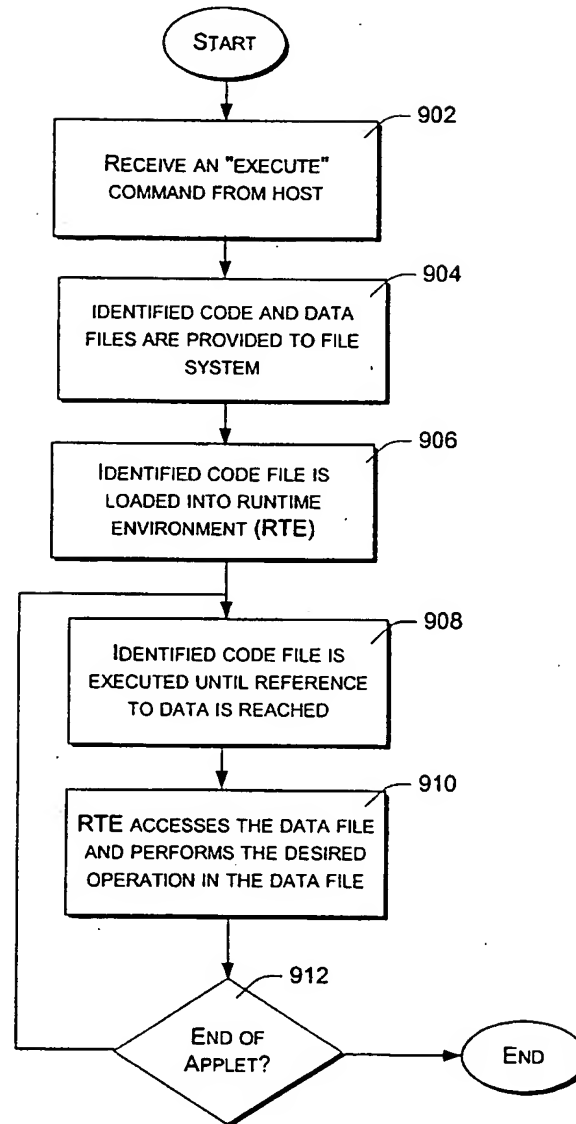 START
902
RECEIVE AN "EXECUTE"
COMMAND FROM HOST
904
IDENTIFIED CODE AND DATA
FILES ARE PROVIDED TO FILE
SYSTEM
906
IDENTIFIED CODE FILE IS
LOADED INTO RUNTIME
ENVIRONMENT (RTE)
908
IDENTIFIED CODE FILE IS
EXECUTED UNTIL REFERENCE
TO DATA IS REACHED
910
RTE ACCESSES THE DATA FILE
AND PERFORMS THE DESIRED
OPERATION IN THE DATA FILE
912
END OF
APPLET?
END